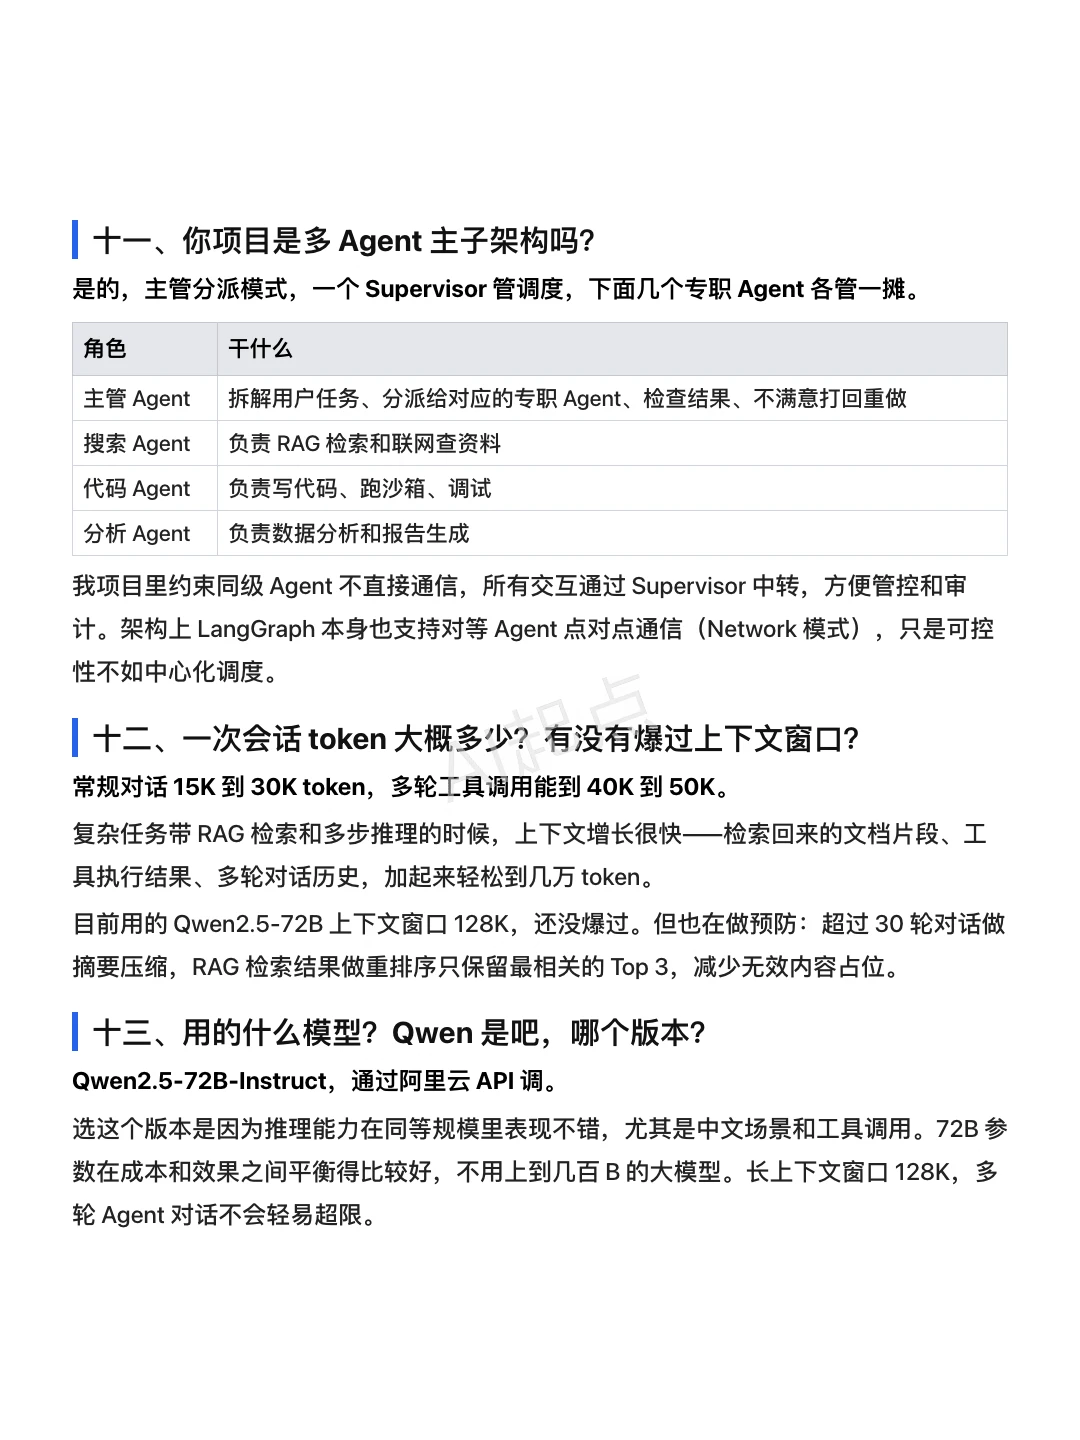 十一、你项目是多 Agent 主子架构吗？
是的，主管分派模式，一个 Supervisor 管调度，下面几个专职 Agent 各管一摊。
角色 干什么
主管 Agent 拆解用户任务、分派给对应的专职 Agent、检查结果、不满意打回重做
搜索 Agent 负责 RAG 检索和联网查资料
代码 Agent 负责写代码、跑沙箱、调试
分析 Agent 负责数据分析和报告生成
我项目里约束同级 Agent 不直接通信，所有交互通过 Supervisor 中转，方便管控和审
计。架构上 LangGraph 本身也支持对等 Agent 点对点通信（Network 模式），只是可控
性不如中心化调度。
AI起点
十二、一次会话 token 大概多少？有没有爆过上下文窗口？
常规对话 15K 到 30K token，多轮工具调用能到 40K 到 50K。
复杂任务带 RAG 检索和多步推理的时候，上下文增长很快——检索回来的文档片段、工
具执行结果、多轮对话历史，加起来轻松到几万 token。
目前用的 Qwen2.5-72B 上下文窗口 128K，还没爆过。但也在做预防：超过 30 轮对话做
摘要压缩，RAG 检索结果做重排序只保留最相关的 Top 3，减少无效内容占位。
十三、用的什么模型？Qwen 是吧，哪个版本？
Qwen2.5-72B-Instruct，通过阿里云 API 调。
选这个版本是因为推理能力在同等规模里表现不错，尤其是中文场景和工具调用。72B 参
数在成本和效果之间平衡得比较好，不用上到几百 B 的大模型。长上下文窗口 128K，多
轮 Agent 对话不会轻易超限。